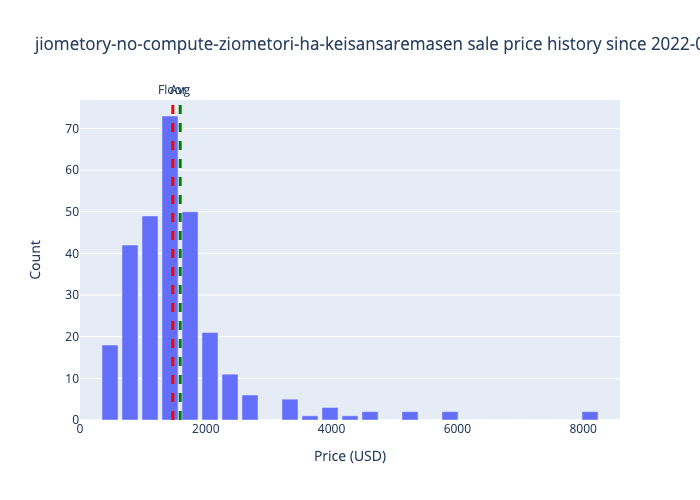 jiometory-no-compute-ziometori-ha-keisansaremasen sale price history since 2022-0
Floor
Avg
70
60
50
40
30
20
10
0
Count
0
2000
4000
6000
8000
Price (USD)